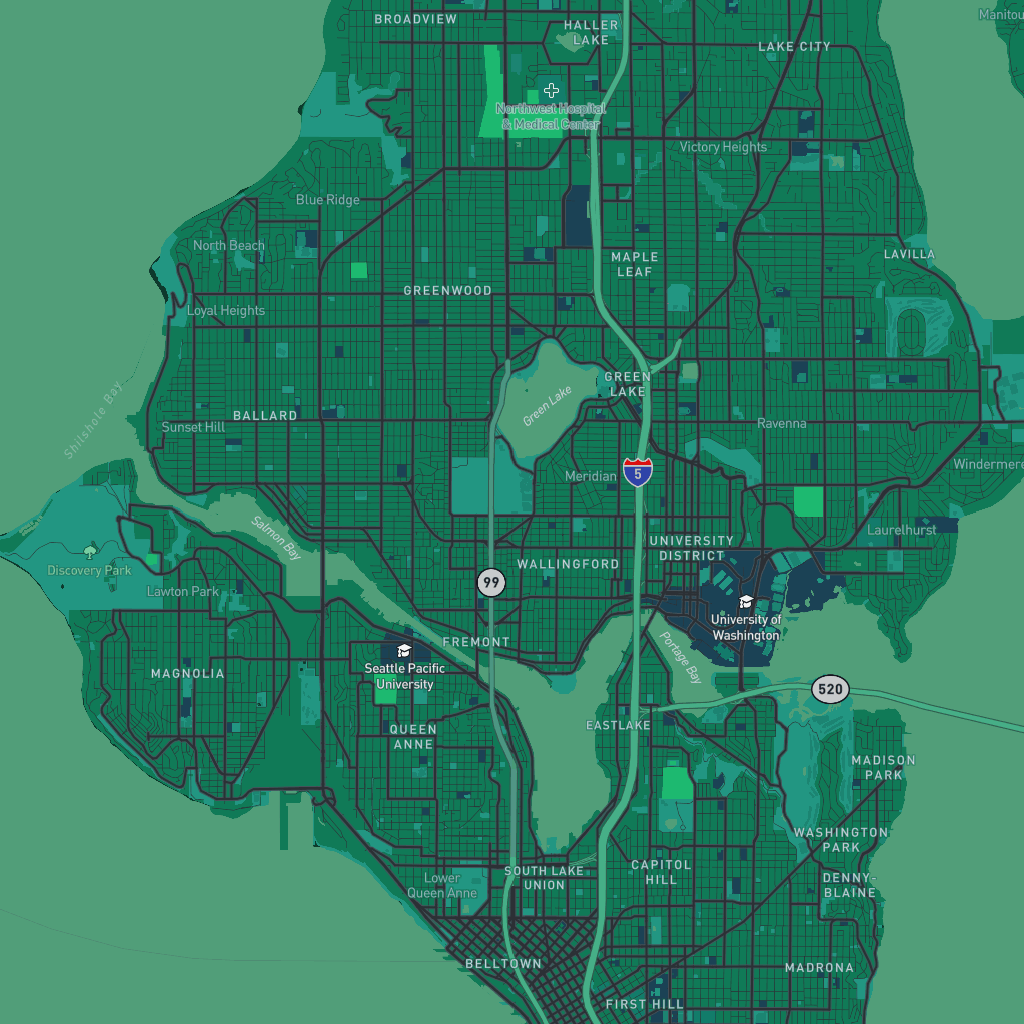 BROADVIEW
HALLER
LAKE
LAKE CITY
Manitou
Northwest Hospital
& Medical Center
Victory Heights
Blue Ridge
North Beach
MAPLE
LEAF
LAVILLA
GREENWOOD
Loyal Heights
GREEN
LAKE
Green Lake
Shilshole Bay
BALLARD
Sunset Hill
Ravenna
Windermere
Meridian
5
Salmon Bay
Laurelhurst
UNIVERSITY
DISTRICT
WALLINGFORD
Discovery Park
99
Lawton Park
University of
Washington
FREMONT
Portage Bay
Seattle Pacific
University
MAGNOLIA
520
QUEEN
ANNE
EASTLAKE
MADISON
PARK
WASHINGTON
PARK
CAPITOL
HILL
SOUTH LAKE
UNION
Lower
Queen Anne
DENNY-
BLAINE
BELLTOWN
MADRONA
FIRST HILL